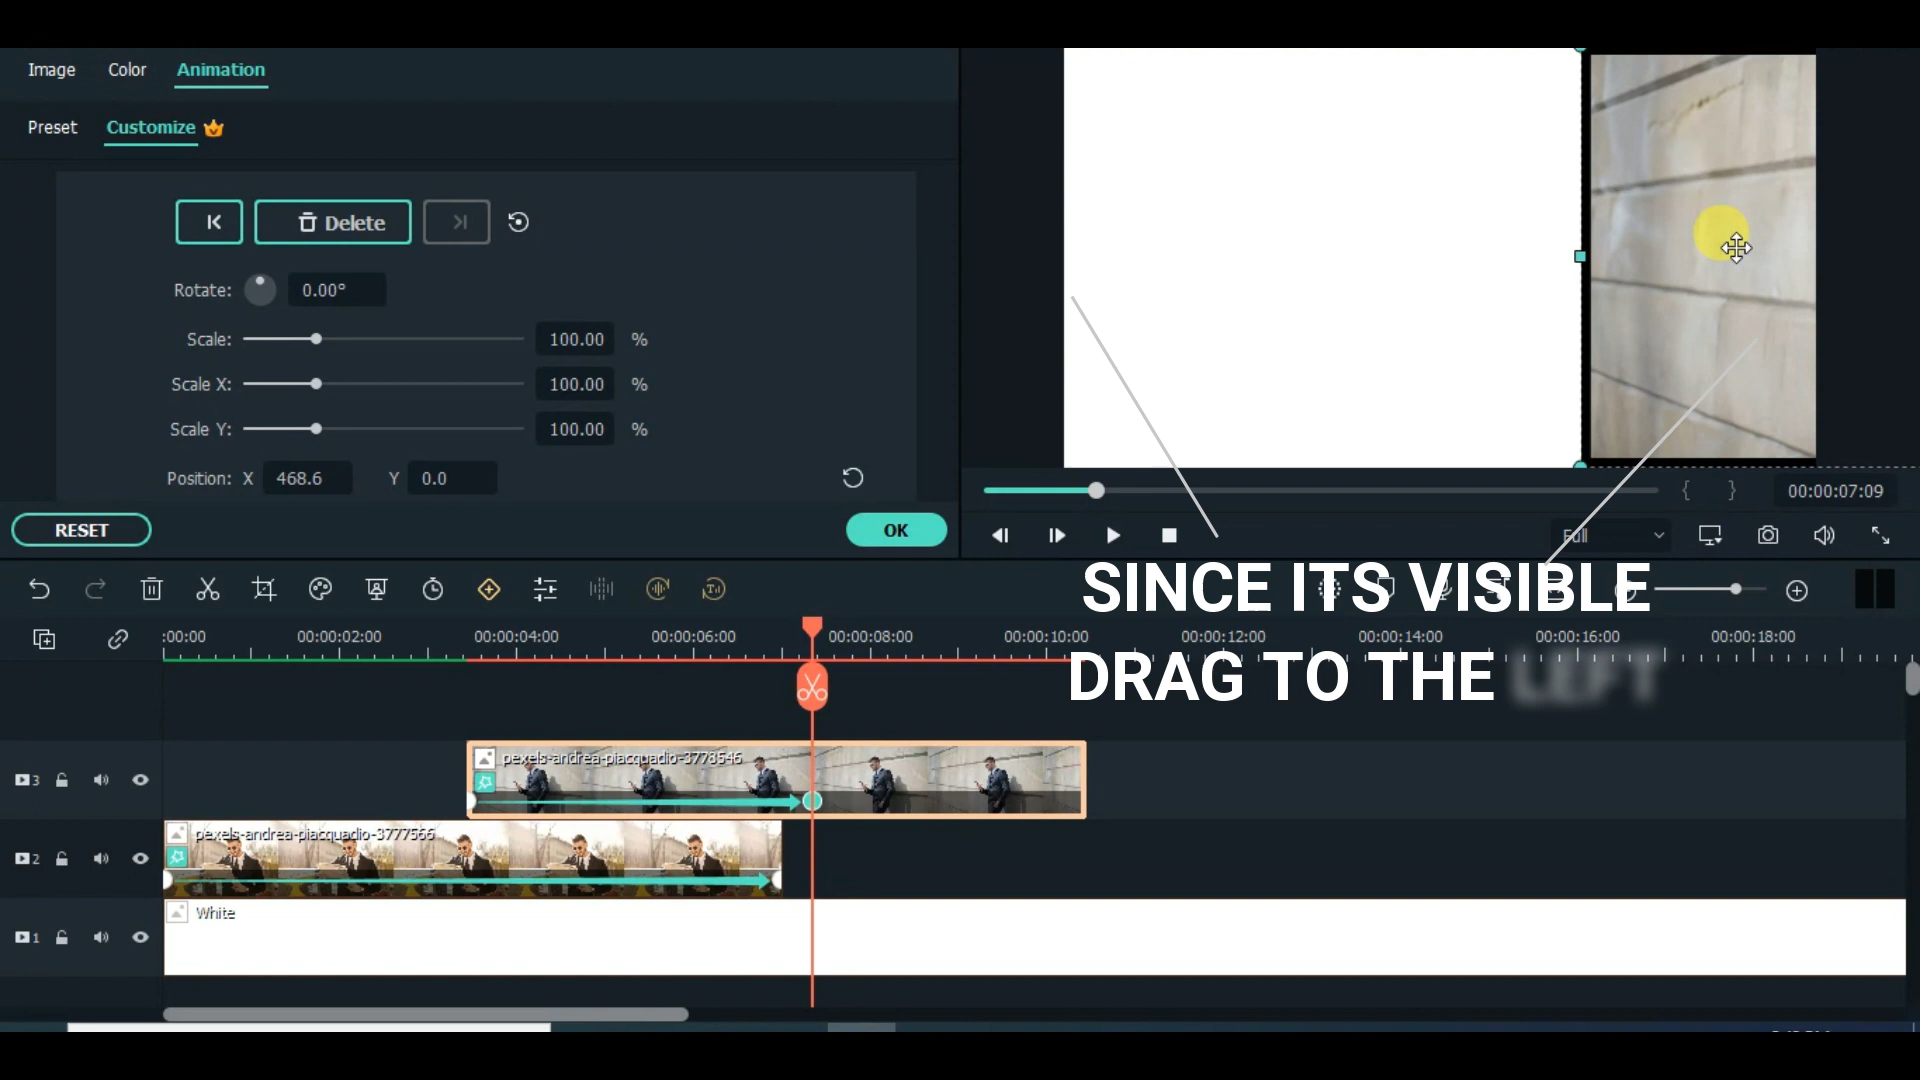 Image Color Animation
Preset Customize
Delete
Rotate: 0.00°
Scale: 100.00 %
Scale X: 100.00 %
Scale Y: 100.00 %
Position: X 468.6 Y 0.0
RESET OK
{ } 00:00:07:09
Full
SINCE ITS VISIBLE
DRAG TO THE LEFT
:00:00 00:00:02:00 00:00:04:00 00:00:06:00 00:00:08:00 00:00:10:00 00:00:12:00 00:00:14:00 00:00:16:00 00:00:18:00
3 pexels-andrea-piacquadio-3778546
2 pexels-andrea-piacquadio-3777566
1 White